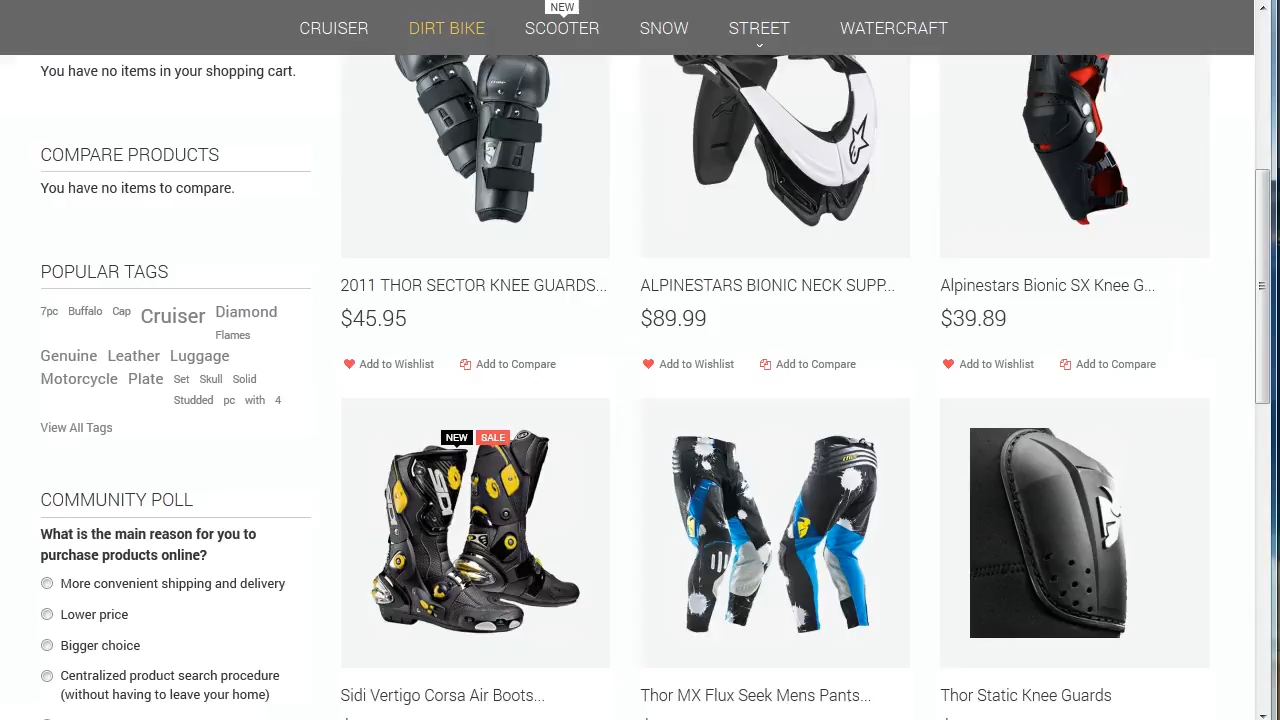 NEW
CRUISER DIRT BIKE SCOOTER SNOW STREET WATERCRAFT
You have no items in your shopping cart.
COMPARE PRODUCTS
You have no items to compare.
POPULAR TAGS
7pc Buffalo Cap Cruiser Diamond
Flames
Genuine Leather Luggage
Motorcycle Plate Set Skull Solid
Studded pc with 4
View All Tags
COMMUNITY POLL
What is the main reason for you to
purchase products online?
More convenient shipping and delivery
Lower price
Bigger choice
Centralized product search procedure
(without having to leave your home)
2011 THOR SECTOR KNEE GUARDS...
$45.95
Add to Wishlist Add to Compare
ALPINESTARS BIONIC NECK SUPP...
$89.99
Add to Wishlist Add to Compare
Alpinestars Bionic SX Knee G...
$39.89
Add to Wishlist Add to Compare
NEW SALE
SIDI
Sidi Vertigo Corsa Air Boots...
Thor MX Flux Seek Mens Pants...
Thor Static Knee Guards